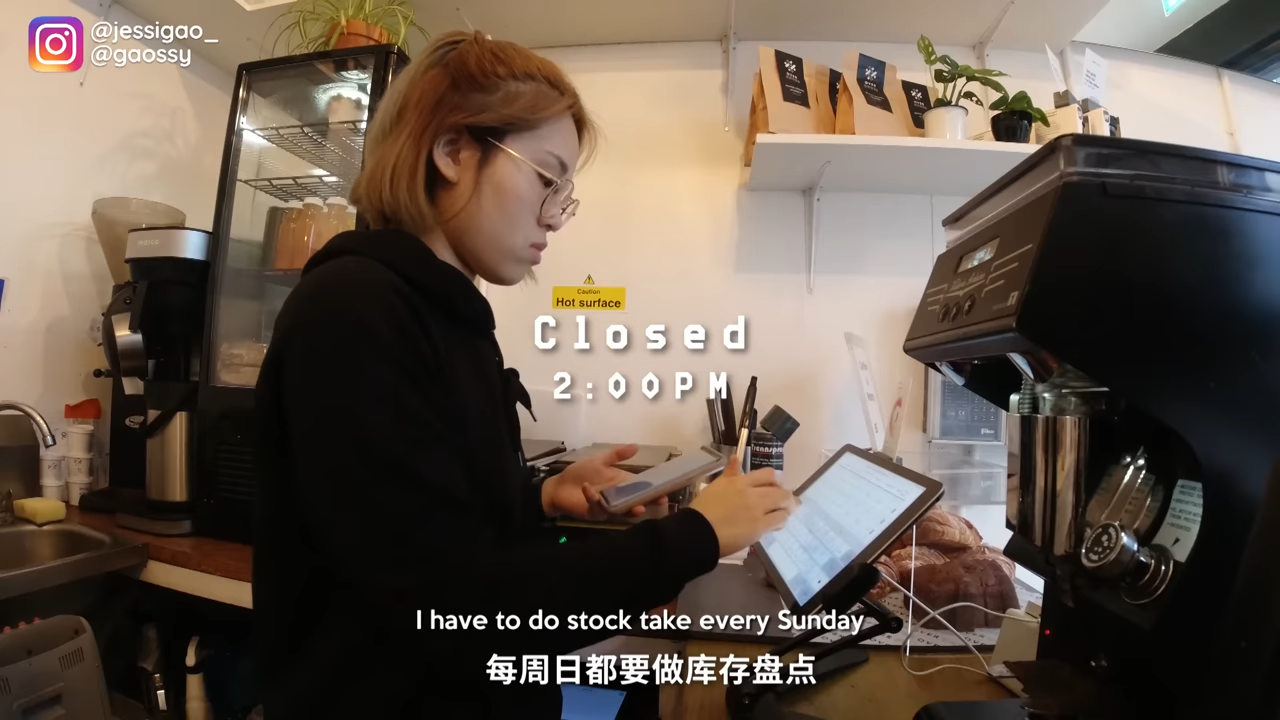 @jessigao_
@gaossy
Caution
Hot surface
Closed
2:00PM
I have to do stock take every Sunday
每周日都要做库存盘点